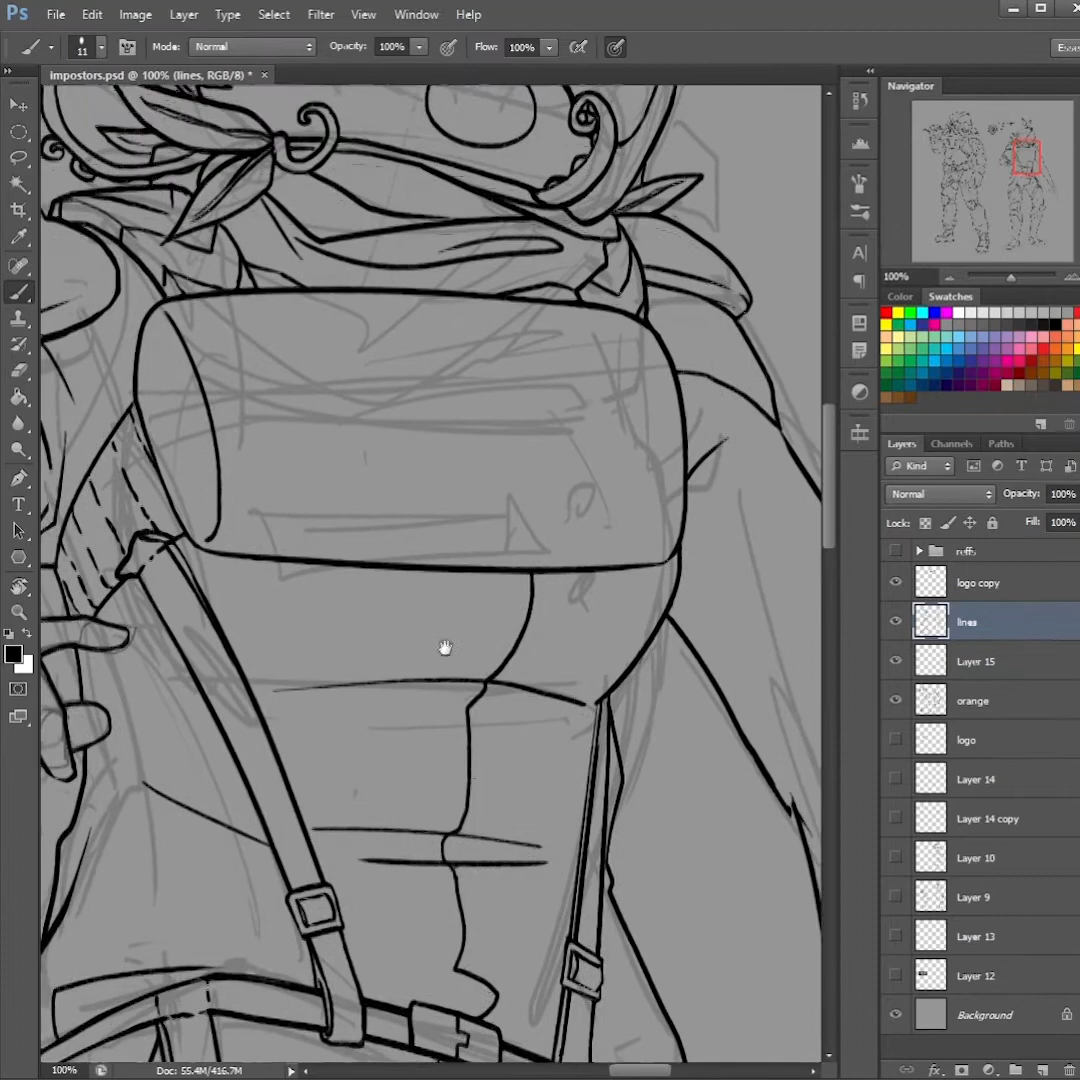 Ps File Edit Image Layer Type Select Filter View Window Help
11 Mode: Normal Opacity: 100% Flow: 100%
impostors.psd @ 100% (lines, RGB/8) * ×
Navigator
100%
Color Swatches
Layers Channels Paths
Kind
Normal Opacity: 100%
Lock: Fill: 100%
reffs
logo copy
lines
Layer 15
orange
logo
Layer 14
Layer 14 copy
Layer 10
Layer 9
Layer 13
Layer 12
Background
100% Doc: 55.4M/416.7M